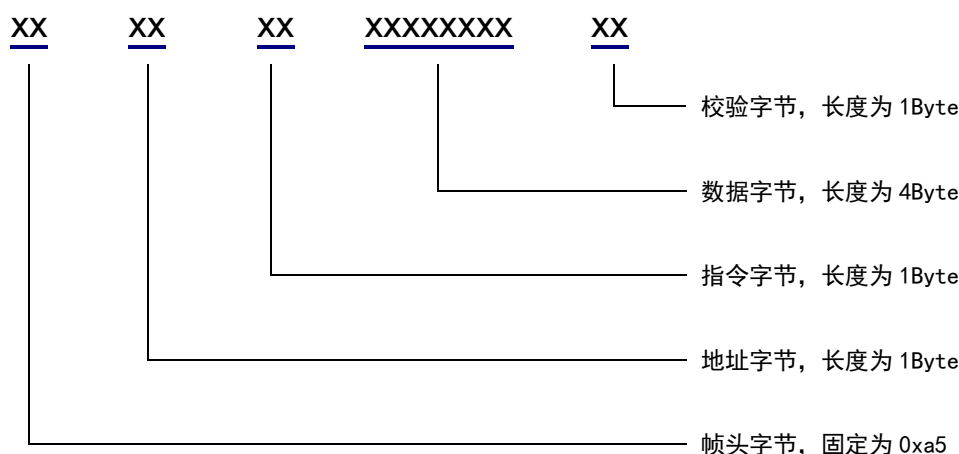 XX XX XX XXXXXXXX XX
校验字节，长度为 1Byte
数据字节，长度为 4Byte
指令字节，长度为 1Byte
地址字节，长度为 1Byte
帧头字节，固定为 0xa5